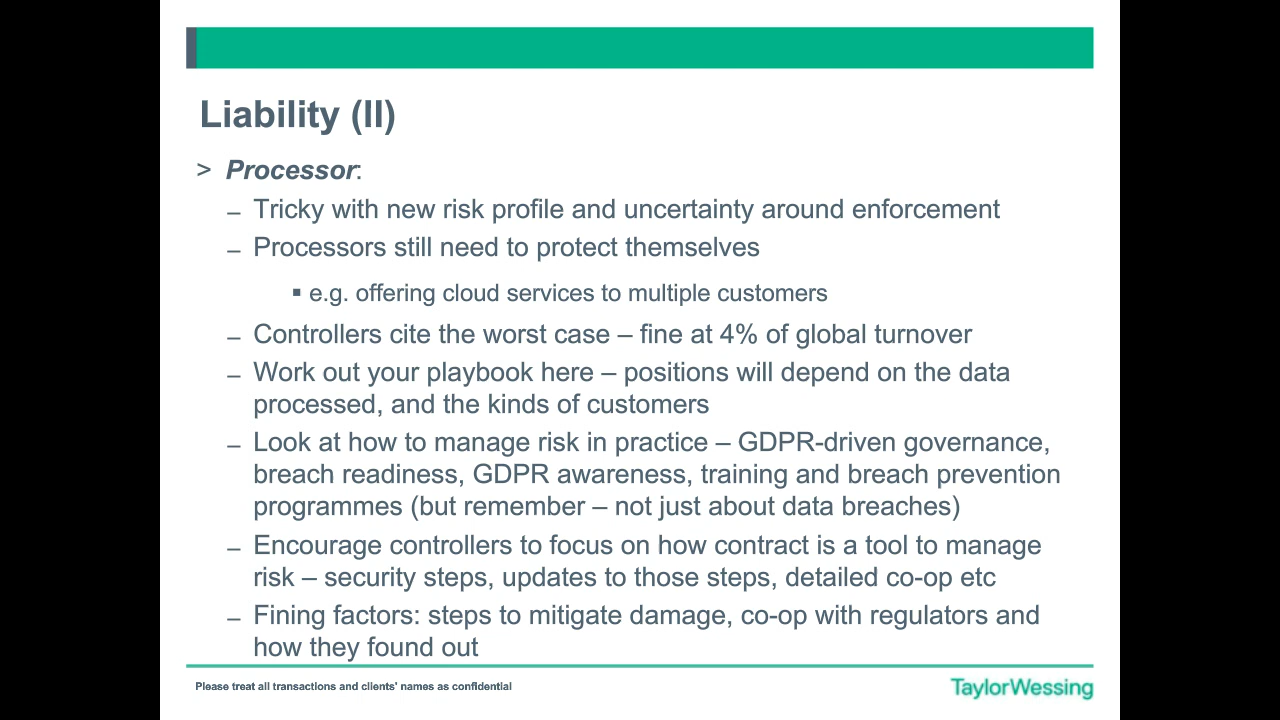 Liability (II)
> Processor:
– Tricky with new risk profile and uncertainty around enforcement
– Processors still need to protect themselves
▪ e.g. offering cloud services to multiple customers
– Controllers cite the worst case – fine at 4% of global turnover
– Work out your playbook here – positions will depend on the data
processed, and the kinds of customers
– Look at how to manage risk in practice – GDPR-driven governance,
breach readiness, GDPR awareness, training and breach prevention
programmes (but remember – not just about data breaches)
– Encourage controllers to focus on how contract is a tool to manage
risk – security steps, updates to those steps, detailed co-op etc
– Fining factors: steps to mitigate damage, co-op with regulators and
how they found out
Please treat all transactions and clients' names as confidential
TaylorWessing